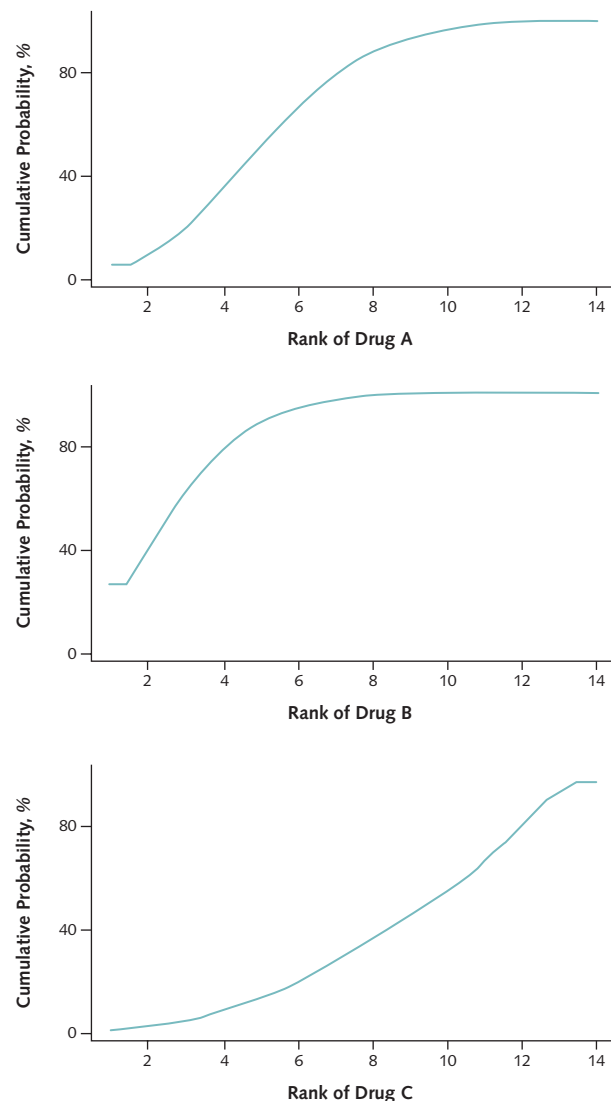 Cumulative Probability, %
80
40
0
2 4 6 8 10 12 14
Rank of Drug A
Cumulative Probability, %
80
40
0
2 4 6 8 10 12 14
Rank of Drug B
Cumulative Probability, %
80
40
0
2 4 6 8 10 12 14
Rank of Drug C